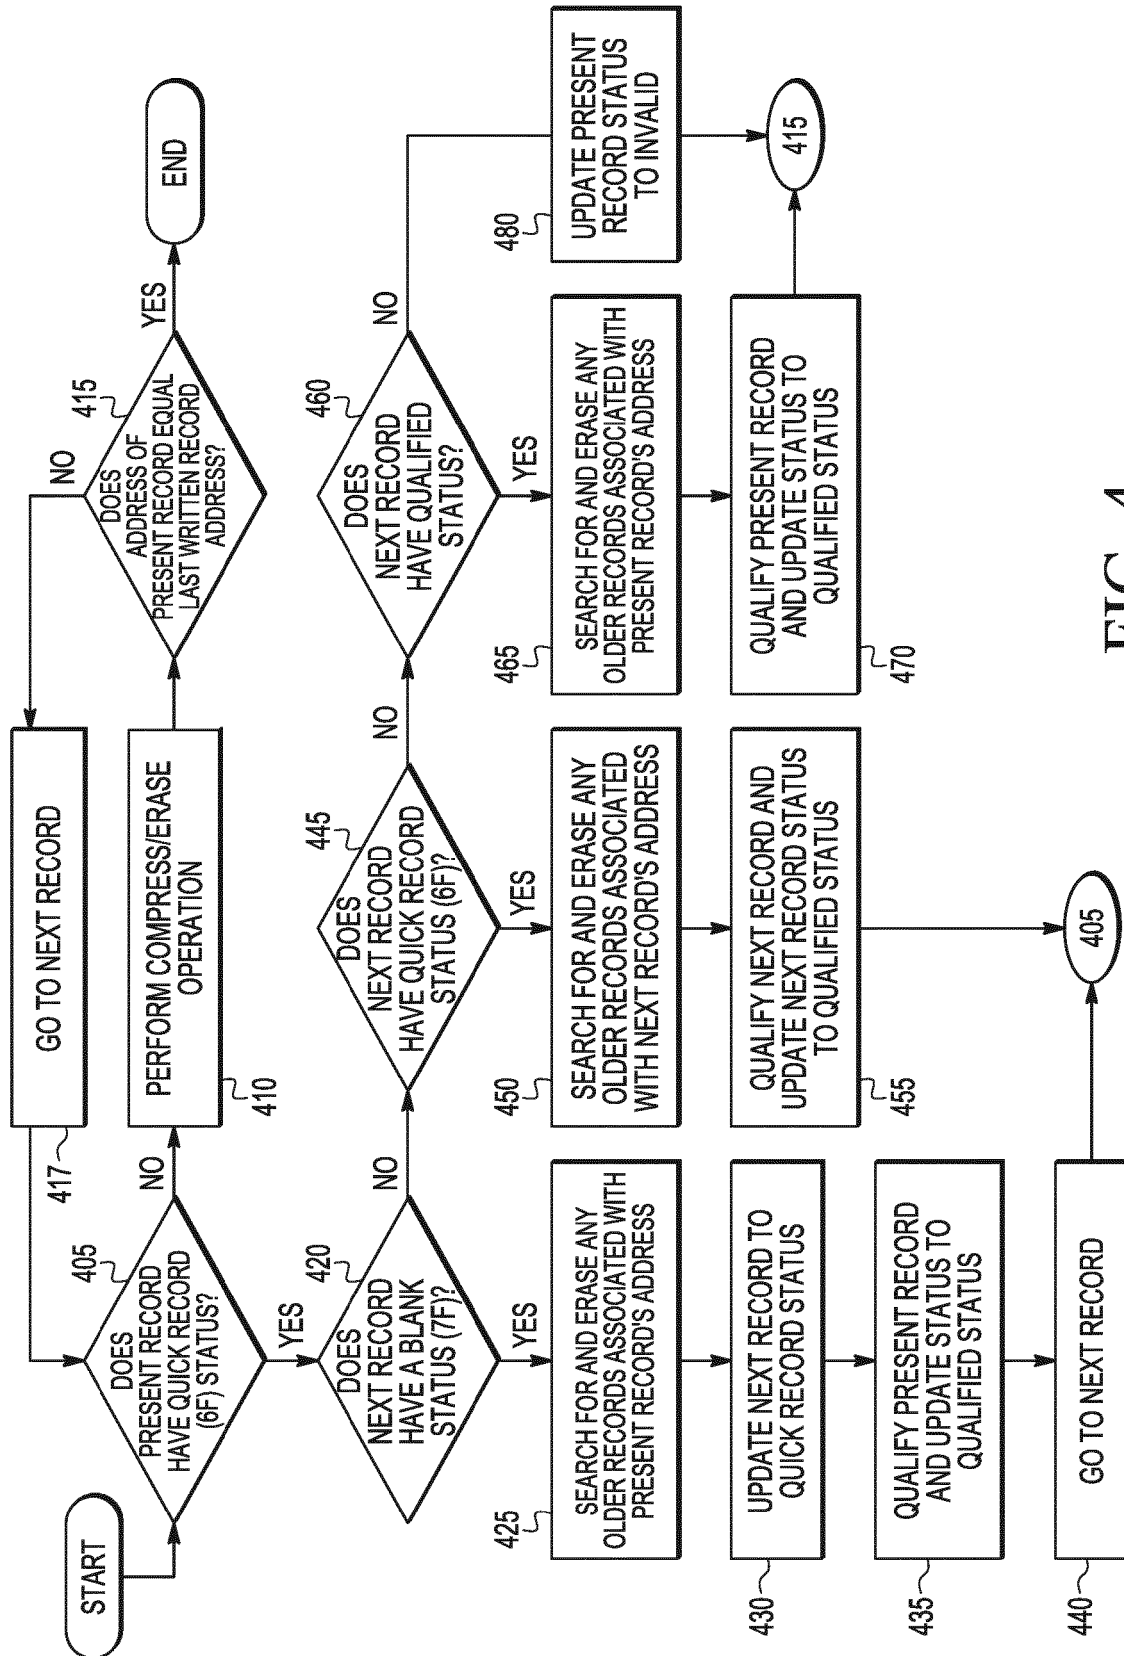 START
405
DOES
PRESENT RECORD
HAVE QUICK RECORD
(6F) STATUS?
NO
YES
417
GO TO NEXT RECORD
PERFORM COMPRESS/ERASE
OPERATION
410
NO
415
DOES
ADDRESS OF
PRESENT RECORD EQUAL
LAST WRITTEN RECORD
ADDRESS?
YES
END
420
DOES
NEXT RECORD
HAVE A BLANK
STATUS (7F)?
NO
YES
445
DOES
NEXT RECORD
HAVE QUICK RECORD
STATUS (6F)?
NO
YES
460
DOES
NEXT RECORD
HAVE QUALIFIED
STATUS?
NO
YES
425
SEARCH FOR AND ERASE ANY
OLDER RECORDS ASSOCIATED WITH
PRESENT RECORD'S ADDRESS
450
SEARCH FOR AND ERASE ANY
OLDER RECORDS ASSOCIATED
WITH NEXT RECORD'S ADDRESS
465
SEARCH FOR AND ERASE ANY
OLDER RECORDS ASSOCIATED WITH
PRESENT RECORD'S ADDRESS
480
UPDATE PRESENT
RECORD STATUS
TO INVALID
430
UPDATE NEXT RECORD TO
QUICK RECORD STATUS
QUALIFY NEXT RECORD AND
UPDATE NEXT RECORD STATUS
TO QUALIFIED STATUS
455
QUALIFY PRESENT RECORD
AND UPDATE STATUS TO
QUALIFIED STATUS
470
415
435
QUALIFY PRESENT RECORD
AND UPDATE STATUS TO
QUALIFIED STATUS
440
GO TO NEXT RECORD
405